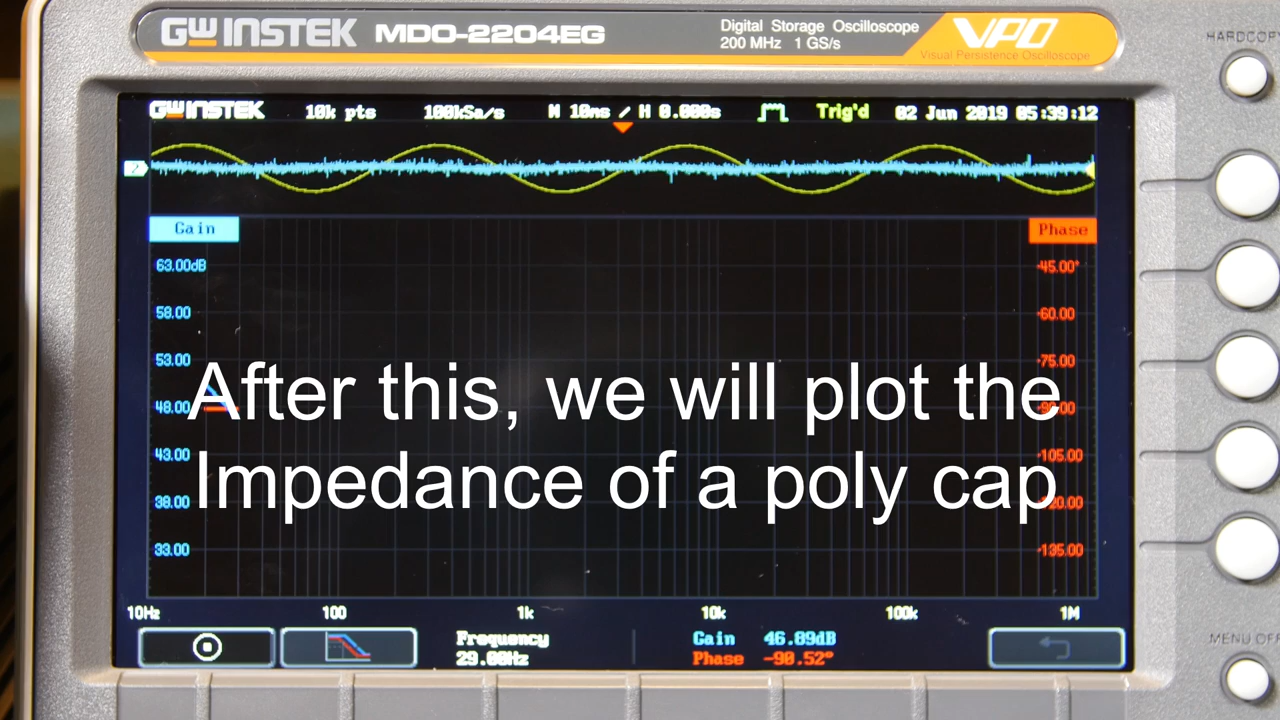 GW INSTEK MDO-2204EG Digital Storage Oscilloscope
200 MHz 1 GS/s
VPO
Visual Persistence Oscilloscope
HARDCOPY
GW INSTEK 10k pts 100kSa/s M 10ms / H 0.000s Trig'd 02 Jun 2019 05:39:12
2
Gain Phase
63.00dB -45.00°
58.00 -60.00
53.00 -75.00
After this, we will plot the
48.00
43.00 -105.00
Impedance of a poly cap
38.00
33.00 -135.00
10Hz 100 1k 10k 100k 1M
Frequency Gain 46.89dB
29.00Hz Phase -90.52°
MENU OFF